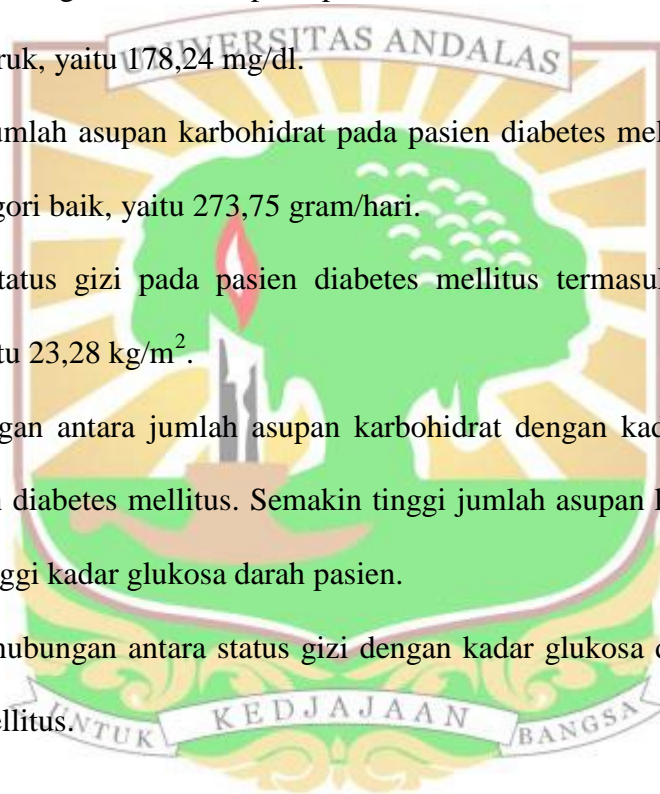 UNIVERSITAS ANDALAS
ruk, yaitu 178,24 mg/dl.
umlah asupan karbohidrat pada pasien diabetes mel
gori baik, yaitu 273,75 gram/hari.
tatus gizi pada pasien diabetes mellitus termasu
tu 23,28 kg/m².
gan antara jumlah asupan karbohidrat dengan kad
n diabetes mellitus. Semakin tinggi jumlah asupan
ggi kadar glukosa darah pasien.
hubungan antara status gizi dengan kadar glukosa
ellitus.
UNTUK KEDJAJAAN BANGSA